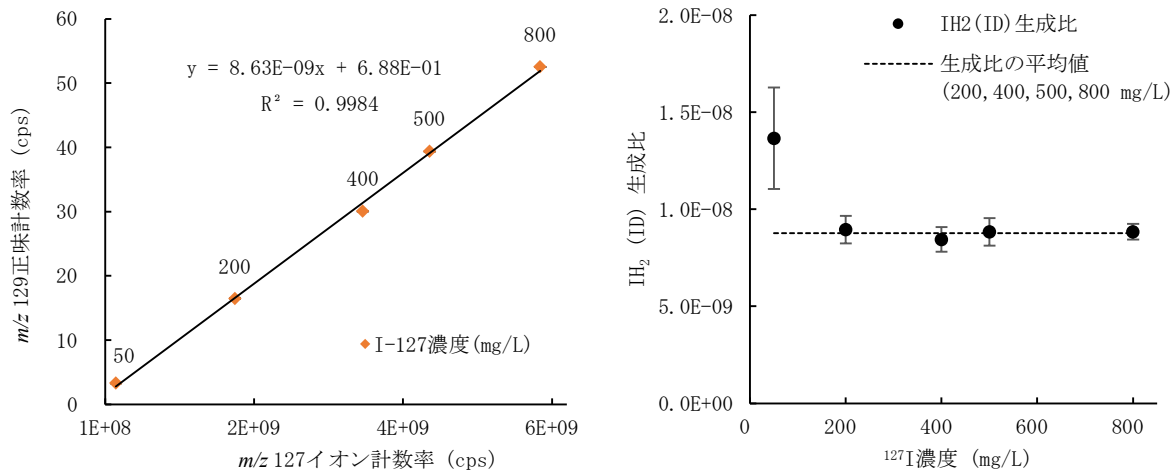 60
50
40
30
20
10
0
m/z 129正味計数率 (cps)
y = 8.63E-09x + 6.88E-01
R² = 0.9984
50
200
400
500
800
I-127濃度(mg/L)
1E+08
2E+09
4E+09
6E+09
m/z 127イオン計数率 (cps)
2.0E-08
1.5E-08
1.0E-08
5.0E-09
0.0E+00
IH₂ (ID) 生成比
IH2(ID)生成比
生成比の平均値
(200,400,500,800 mg/L)
0
200
400
600
800
¹²⁷I濃度 (mg/L)